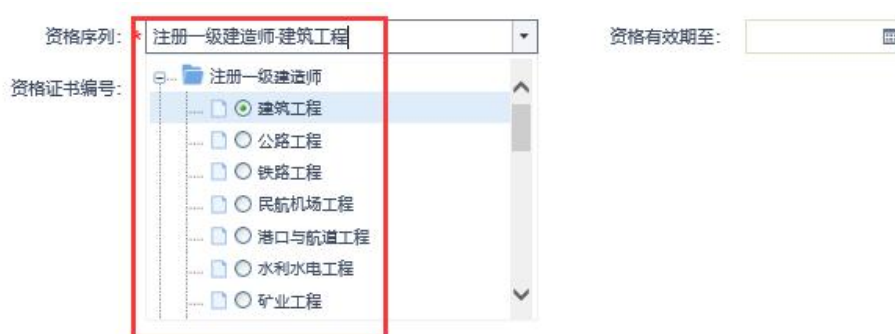 资格序列: * 注册一级建造师-建筑工程 资格有效期至:
资格证书编号:
注册一级建造师
建筑工程
公路工程
铁路工程
民航机场工程
港口与航道工程
水利水电工程
矿业工程